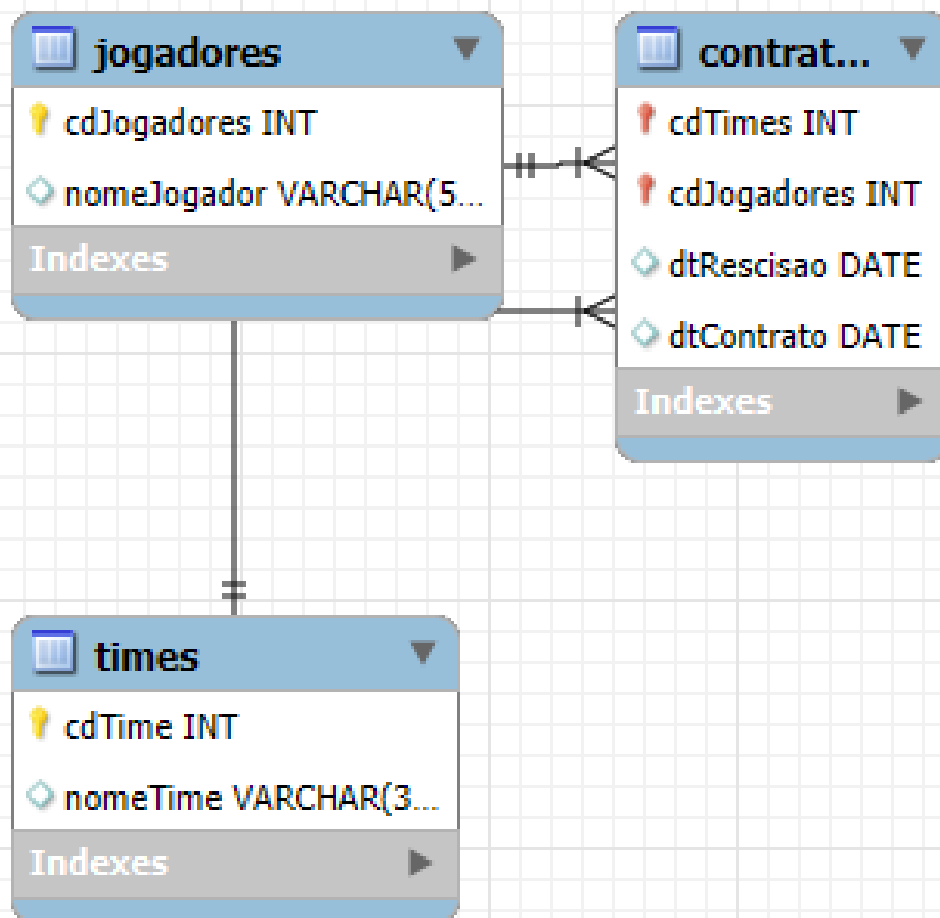 jogadores
cdJogadores INT
nomeJogador VARCHAR(5...
Indexes
contrat...
cdTimes INT
cdJogadores INT
dtRescisao DATE
dtContrato DATE
Indexes
times
cdTime INT
nomeTime VARCHAR(3...
Indexes